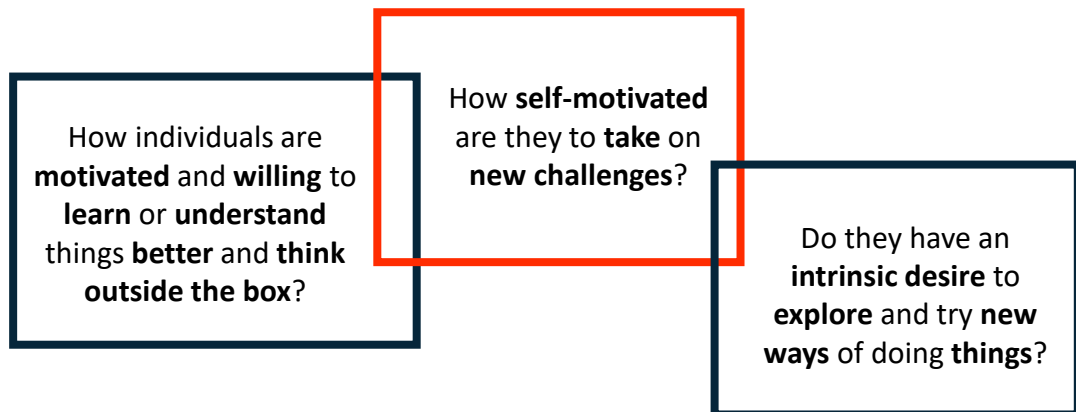 How individuals are
motivated and willing to
learn or understand
things better and think
outside the box?
How self-motivated
are they to take on
new challenges?
Do they have an
intrinsic desire to
explore and try new
ways of doing things?